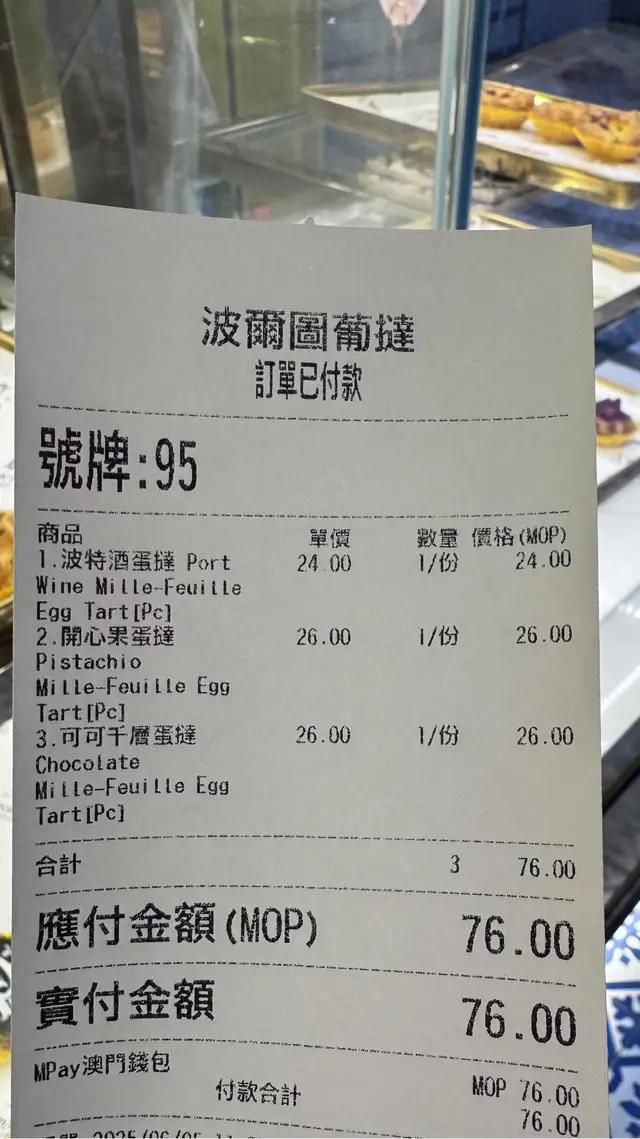 波爾圖葡撻
訂單已付款
號牌:95
商品 單價 數量 價格(MOP)
1.波特酒蛋撻 Port 24.00 1/份 24.00
Wine Mille-Feuille
Egg Tart[Pc]
2.開心果蛋撻 26.00 1/份 26.00
Pistachio
Mille-Feuille Egg
Tart[Pc]
3.可可千層蛋撻 26.00 1/份 26.00
Chocolate
Mille-Feuille Egg
Tart[Pc]
合計 3 76.00
應付金額(MOP) 76.00
實付金額 76.00
MPay澳門錢包 MOP 76.00
付款合計 76.00
2025/06/05